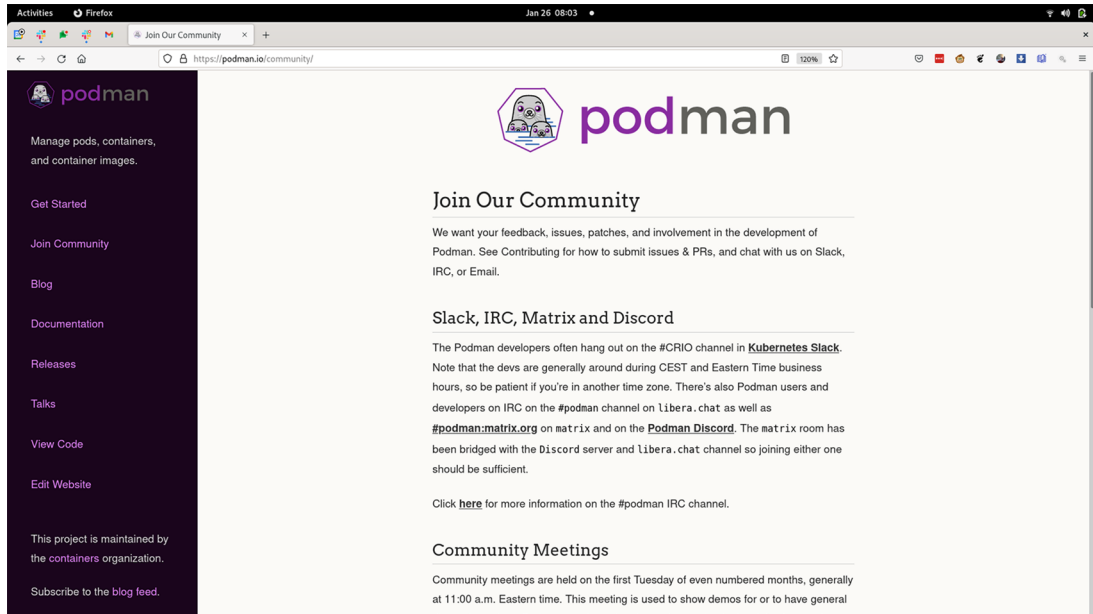 Activities
Firefox
Jan 26 08:03
Join Our Community
https://podman.io/community/
120%
podman
Manage pods, containers,
and container images.
Get Started
Join Community
Blog
Documentation
Releases
Talks
View Code
Edit Website
This project is maintained by
the containers organization.
Subscribe to the blog feed.
podman
Join Our Community
We want your feedback, issues, patches, and involvement in the development of
Podman. See Contributing for how to submit issues & PRs, and chat with us on Slack,
IRC, or Email.
Slack, IRC, Matrix and Discord
The Podman developers often hang out on the #CRIO channel in Kubernetes Slack.
Note that the devs are generally around during CEST and Eastern Time business
hours, so be patient if you're in another time zone. There's also Podman users and
developers on IRC on the #podman channel on libera.chat as well as
#podman:matrix.org on matrix and on the Podman Discord. The matrix room has
been bridged with the Discord server and libera.chat channel so joining either one
should be sufficient.
Click here for more information on the #podman IRC channel.
Community Meetings
Community meetings are held on the first Tuesday of even numbered months, generally
at 11:00 a.m. Eastern time. This meeting is used to show demos for or to have general